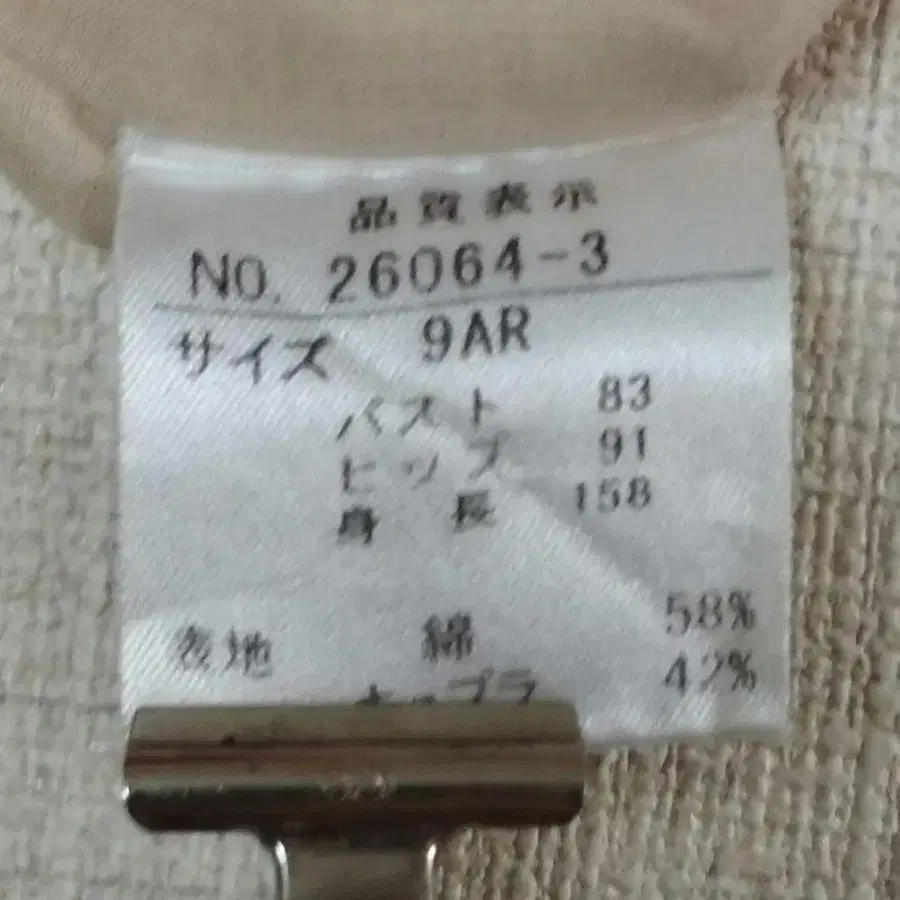 品質表示
NO. 26064-3
サイズ 9AR
バスト 83
ヒップ 91
身長 158
表地 綿 58%
キュプラ 42%